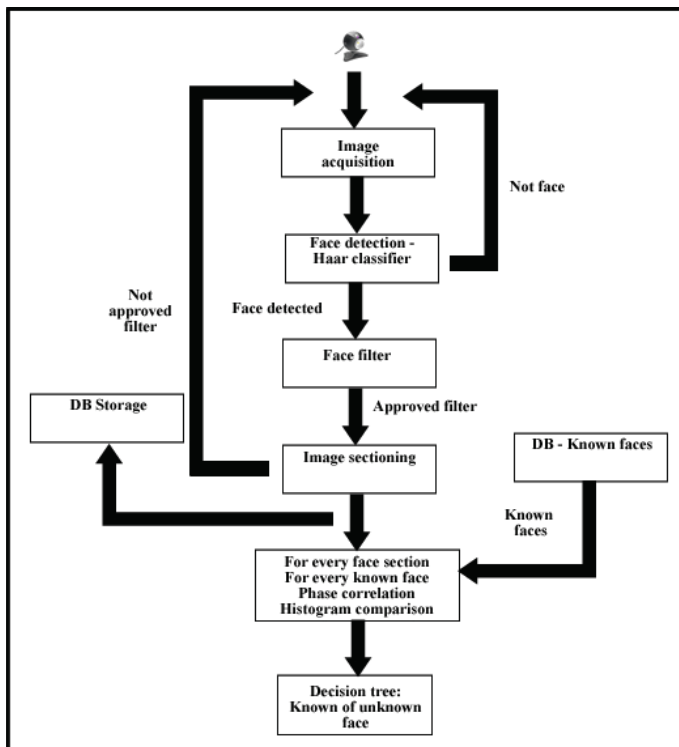 Image
acquisition
Not face
Face detection -
Haar classifier
Not
approved
filter
Face detected
Face filter
DB Storage
Approved filter
Image sectioning
DB - Known faces
Known
faces
For every face section
For every known face
Phase correlation
Histogram comparison
Decision tree:
Known of unknown
face